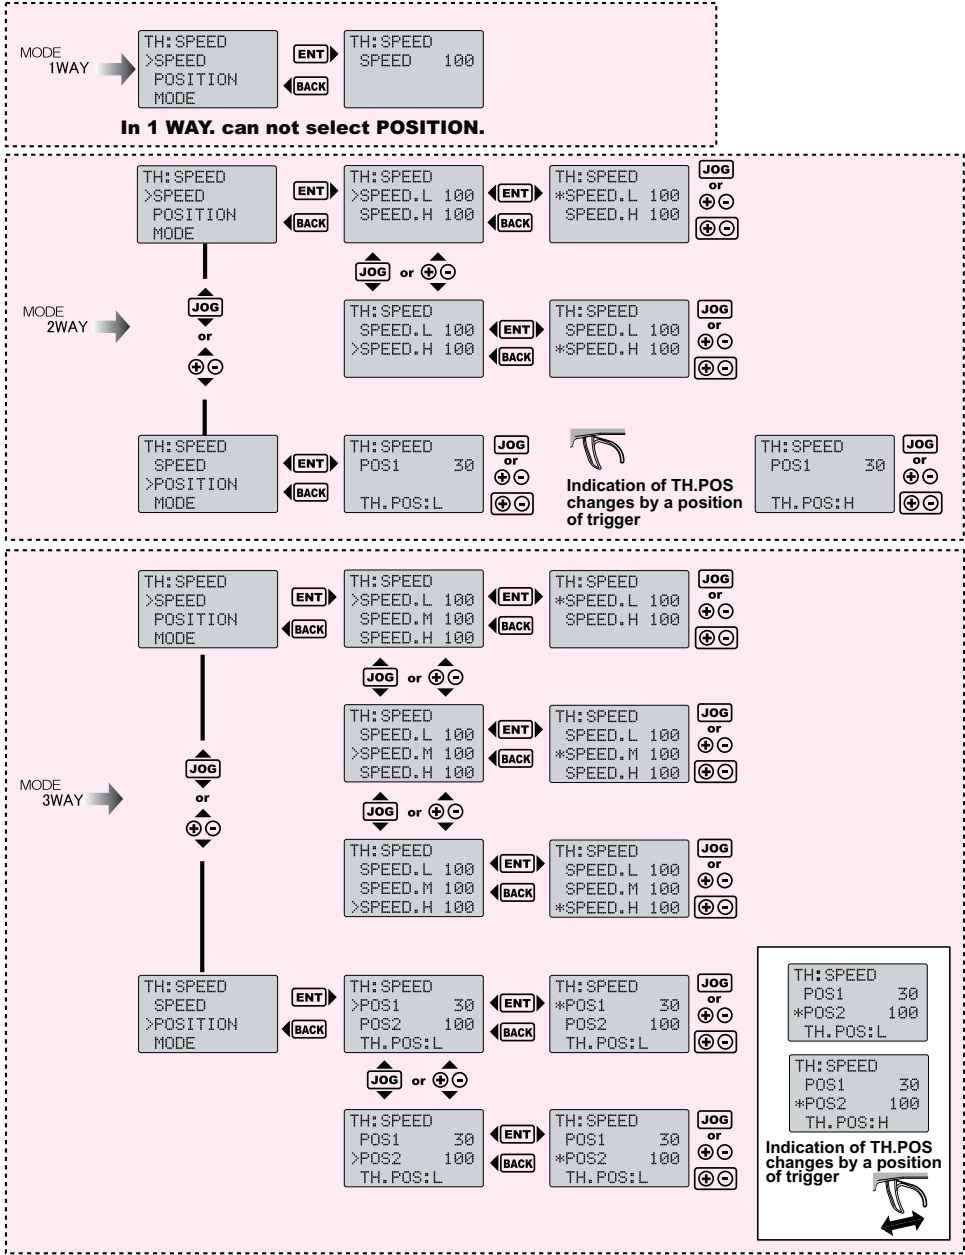 MODE
1WAY
TH:SPEED
>SPEED
POSITION
MODE
ENT
BACK
TH:SPEED
SPEED 100
In 1 WAY. can not select POSITION.
MODE
2WAY
TH:SPEED
>SPEED
POSITION
MODE
ENT
BACK
TH:SPEED
>SPEED.L 100
SPEED.H 100
ENT
BACK
TH:SPEED
*SPEED.L 100
SPEED.H 100
JOG
or
JOG or
JOG
or
TH:SPEED
SPEED.L 100
>SPEED.H 100
ENT
BACK
TH:SPEED
SPEED.L 100
*SPEED.H 100
JOG
or
TH:SPEED
SPEED
>POSITION
MODE
ENT
BACK
TH:SPEED
POS1 30
TH.POS:L
JOG
or
Indication of TH.POS
changes by a position
of trigger
TH:SPEED
POS1 30
TH.POS:H
JOG
or
MODE
3WAY
TH:SPEED
>SPEED
POSITION
MODE
ENT
BACK
TH:SPEED
>SPEED.L 100
SPEED.M 100
SPEED.H 100
ENT
BACK
TH:SPEED
*SPEED.L 100
SPEED.H 100
JOG
or
JOG or
JOG
or
TH:SPEED
SPEED.L 100
>SPEED.M 100
SPEED.H 100
ENT
BACK
TH:SPEED
SPEED.L 100
*SPEED.M 100
SPEED.H 100
JOG
or
JOG or
TH:SPEED
SPEED.L 100
SPEED.M 100
>SPEED.H 100
ENT
BACK
TH:SPEED
SPEED.L 100
SPEED.M 100
*SPEED.H 100
JOG
or
TH:SPEED
SPEED
>POSITION
MODE
ENT
BACK
TH:SPEED
>POS1 30
POS2 100
TH.POS:L
ENT
BACK
TH:SPEED
*POS1 30
POS2 100
TH.POS:L
JOG
or
JOG or
TH:SPEED
POS1 30
>POS2 100
TH.POS:L
ENT
BACK
TH:SPEED
POS1 30
*POS2 100
TH.POS:L
JOG
or
TH:SPEED
POS1 30
*POS2 100
TH.POS:L
TH:SPEED
POS1 30
*POS2 100
TH.POS:H
Indication of TH.POS
changes by a position
of trigger